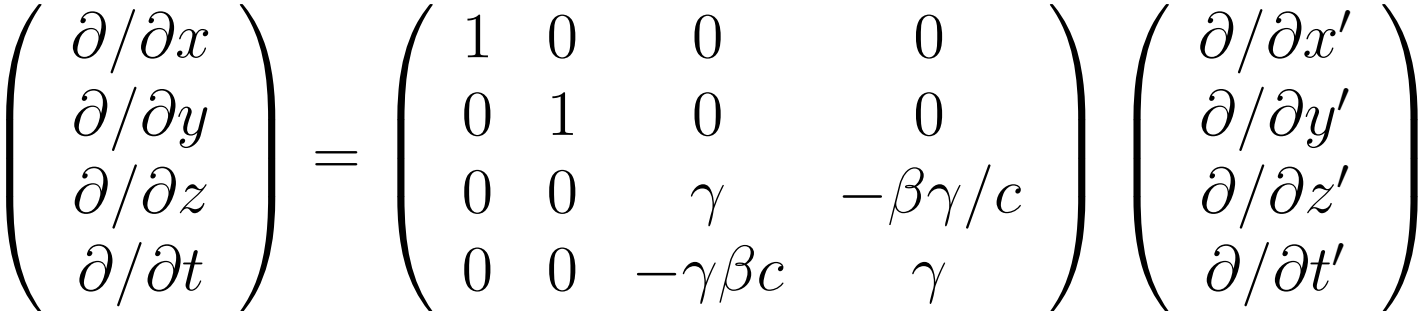 ∂/∂x 1 0 0 0 ∂/∂x′
∂/∂y 0 1 0 0 ∂/∂y′
= 
∂/∂z 0 0 γ −βγ/c ∂/∂z′
∂/∂t 0 0 −γβc γ ∂/∂t′